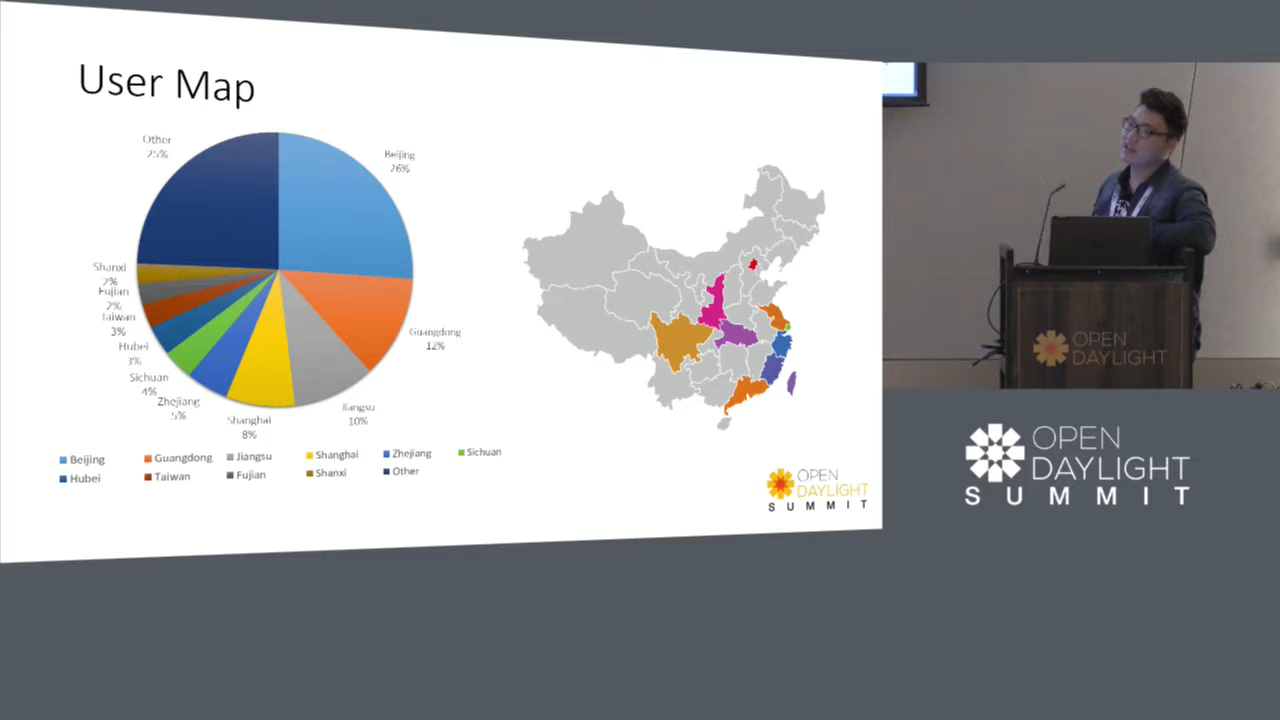 User Map
Other
25%
Beijing
26%
Shanxi
2%
Fujian
2%
Taiwan
3%
Hubei
3%
Sichuan
4%
Zhejiang
5%
Shanghai
8%
Jiangsu
10%
Guangdong
12%
Beijing Guangdong Jiangsu Shanghai Zhejiang Sichuan
Hubei Taiwan Fujian Shanxi Other
OPEN
DAYLIGHT
SUMMIT
OPEN
DAYLIGHT
OPEN
DAYLIGHT
SUMMIT